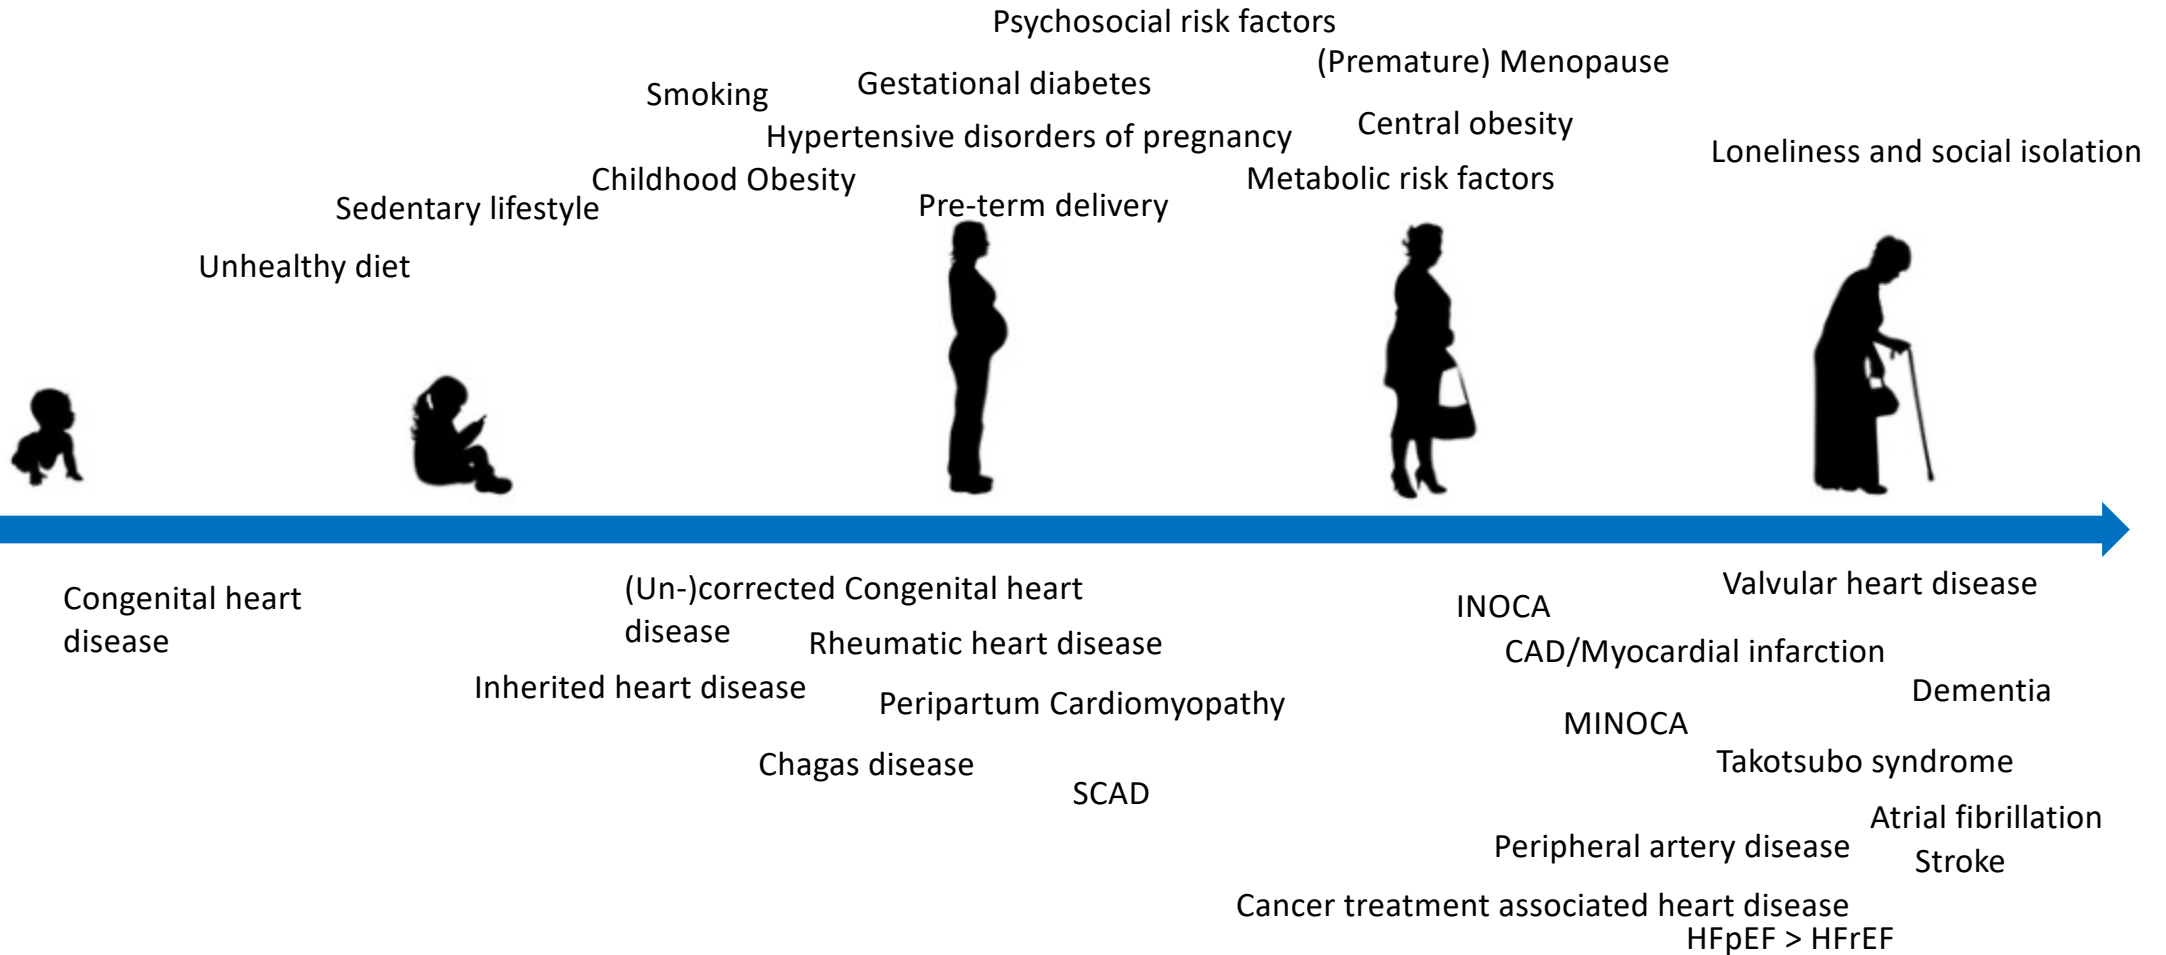 Psychosocial risk factors
(Premature) Menopause
Gestational diabetes
Smoking
Central obesity
Hypertensive disorders of pregnancy
Loneliness and social isolation
Childhood Obesity
Metabolic risk factors
Sedentary lifestyle
Pre-term delivery
Unhealthy diet
Congenital heart
disease
(Un-)corrected Congenital heart
disease
Rheumatic heart disease
Inherited heart disease
Peripartum Cardiomyopathy
Chagas disease
SCAD
INOCA
Valvular heart disease
CAD/Myocardial infarction
Dementia
MINOCA
Takotsubo syndrome
Atrial fibrillation
Peripheral artery disease
Stroke
Cancer treatment associated heart disease
HFpEF > HFrEF